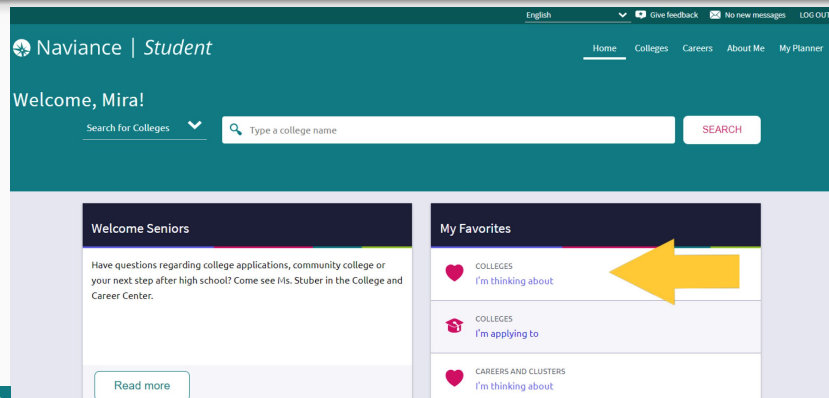 English Give feedback No new messages LOG OUT
Naviance | Student
Home Colleges Careers About Me My Planner
Welcome, Mira!
Search for Colleges Type a college name SEARCH
Welcome Seniors
Have questions regarding college applications, community college or
your next step after high school? Come see Ms. Stuber in the College and
Career Center.
Read more
My Favorites
COLLEGES
I'm thinking about
COLLEGES
I'm applying to
CAREERS AND CLUSTERS
I'm thinking about